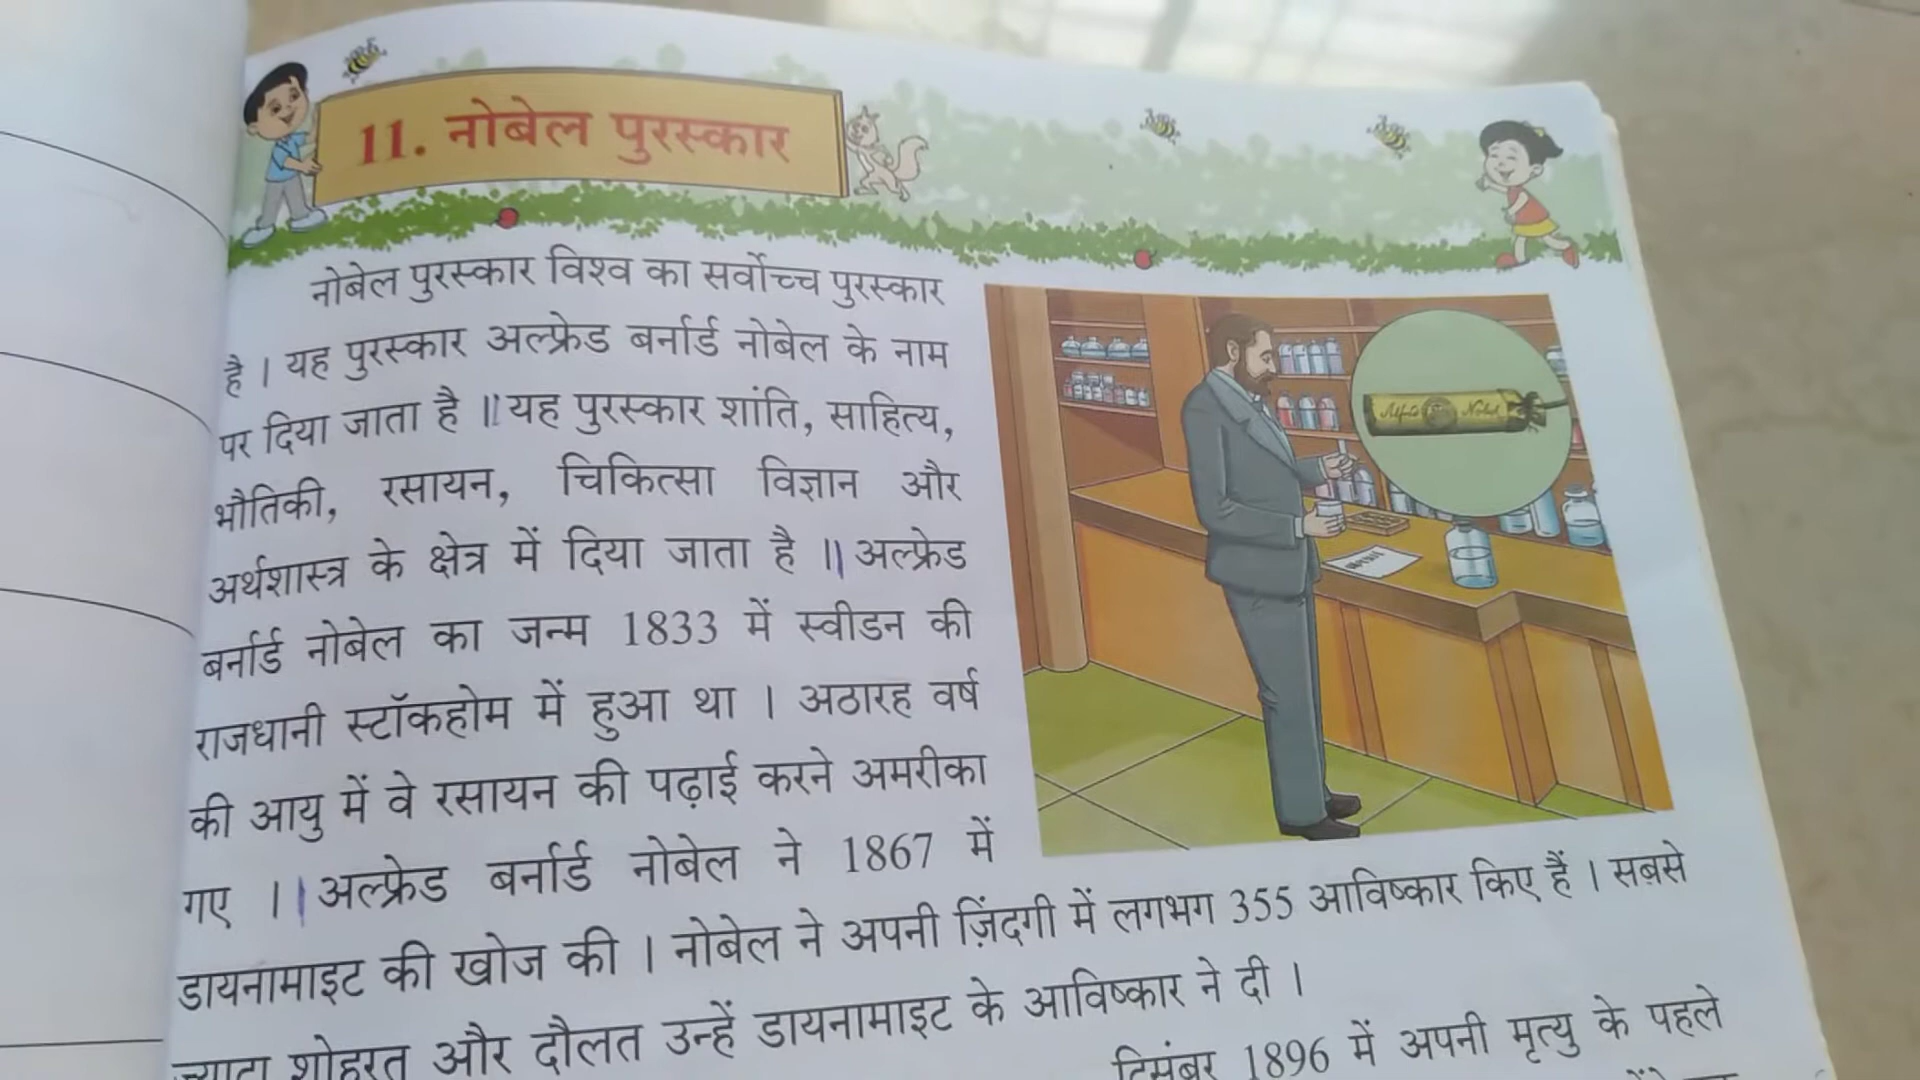 11. नोबेल पुरस्कार
नोबेल पुरस्कार विश्व का सर्वोच्च पुरस्कार
है । यह पुरस्कार अल्फ्रेड बर्नार्ड नोबेल के नाम
पर दिया जाता है । यह पुरस्कार शांति, साहित्य,
भौतिकी, रसायन, चिकित्सा विज्ञान और
अर्थशास्त्र के क्षेत्र में दिया जाता है । अल्फ्रेड
बर्नार्ड नोबेल का जन्म 1833 में स्वीडन की
राजधानी स्टॉकहोम में हुआ था । अठारह वर्ष
की आयु में वे रसायन की पढ़ाई करने अमरीका
गए । अल्फ्रेड बर्नार्ड नोबेल ने 1867 में
डायनामाइट की खोज की । नोबेल ने अपनी ज़िंदगी में लगभग 355 आविष्कार किए हैं । सबसे
ज्यादा शोहरत और दौलत उन्हें डायनामाइट के आविष्कार ने दी ।
दिसंबर 1896 में अपनी मृत्यु के पहले